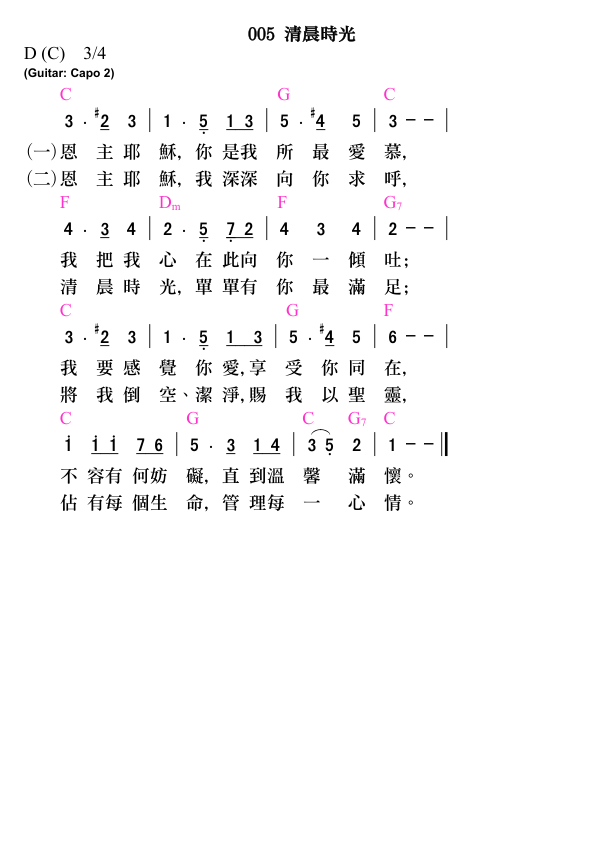 005 清晨時光
D (C) 3/4
(Guitar: Capo 2)
C G C
3 . #2 3 | 1 . 5 1 3 | 5 . #4 5 | 3 - - |
(一)恩 主 耶 穌, 你 是我 所 最 愛 慕,
(二)恩 主 耶 穌, 我 深深 向 你 求 呼,
F Dm F G7
4 . 3 4 | 2 . 5 7 2 | 4 3 4 | 2 - - |
我 把 我 心 在 此向 你 一 傾 吐;
清 晨 時 光, 單 單有 你 最 滿 足;
C G F
3 . #2 3 | 1 . 5 1 3 | 5 . #4 5 | 6 - - |
我 要 感 覺 你 愛,享 受 你 同 在,
將 我 倒 空、潔 淨,賜 我 以 聖 靈,
C G C G7 C
1 1 1 7 6 | 5 . 3 1 4 | 3 5 2 | 1 - - ||
不 容有 何妨 礙, 直 到溫 馨 滿 懷。
佔 有每 個生 命, 管 理每 一 心 情。